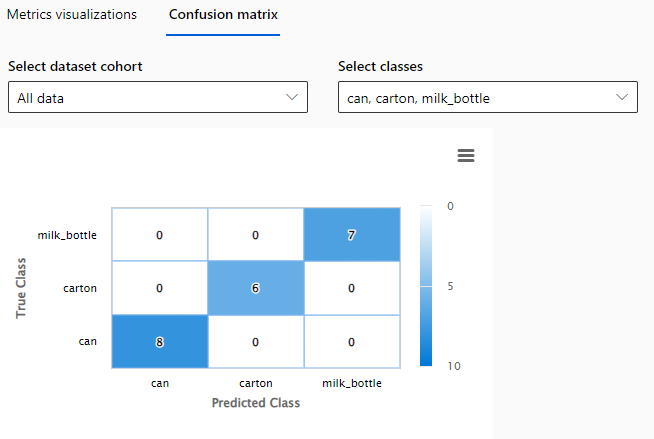 Metrics visualizations Confusion matrix
Select dataset cohort Select classes
All data can, carton, milk_bottle
0
milk_bottle 0 0 7
True Class
carton 0 6 0 5
can 8 0 0
10
can carton milk_bottle
Predicted Class